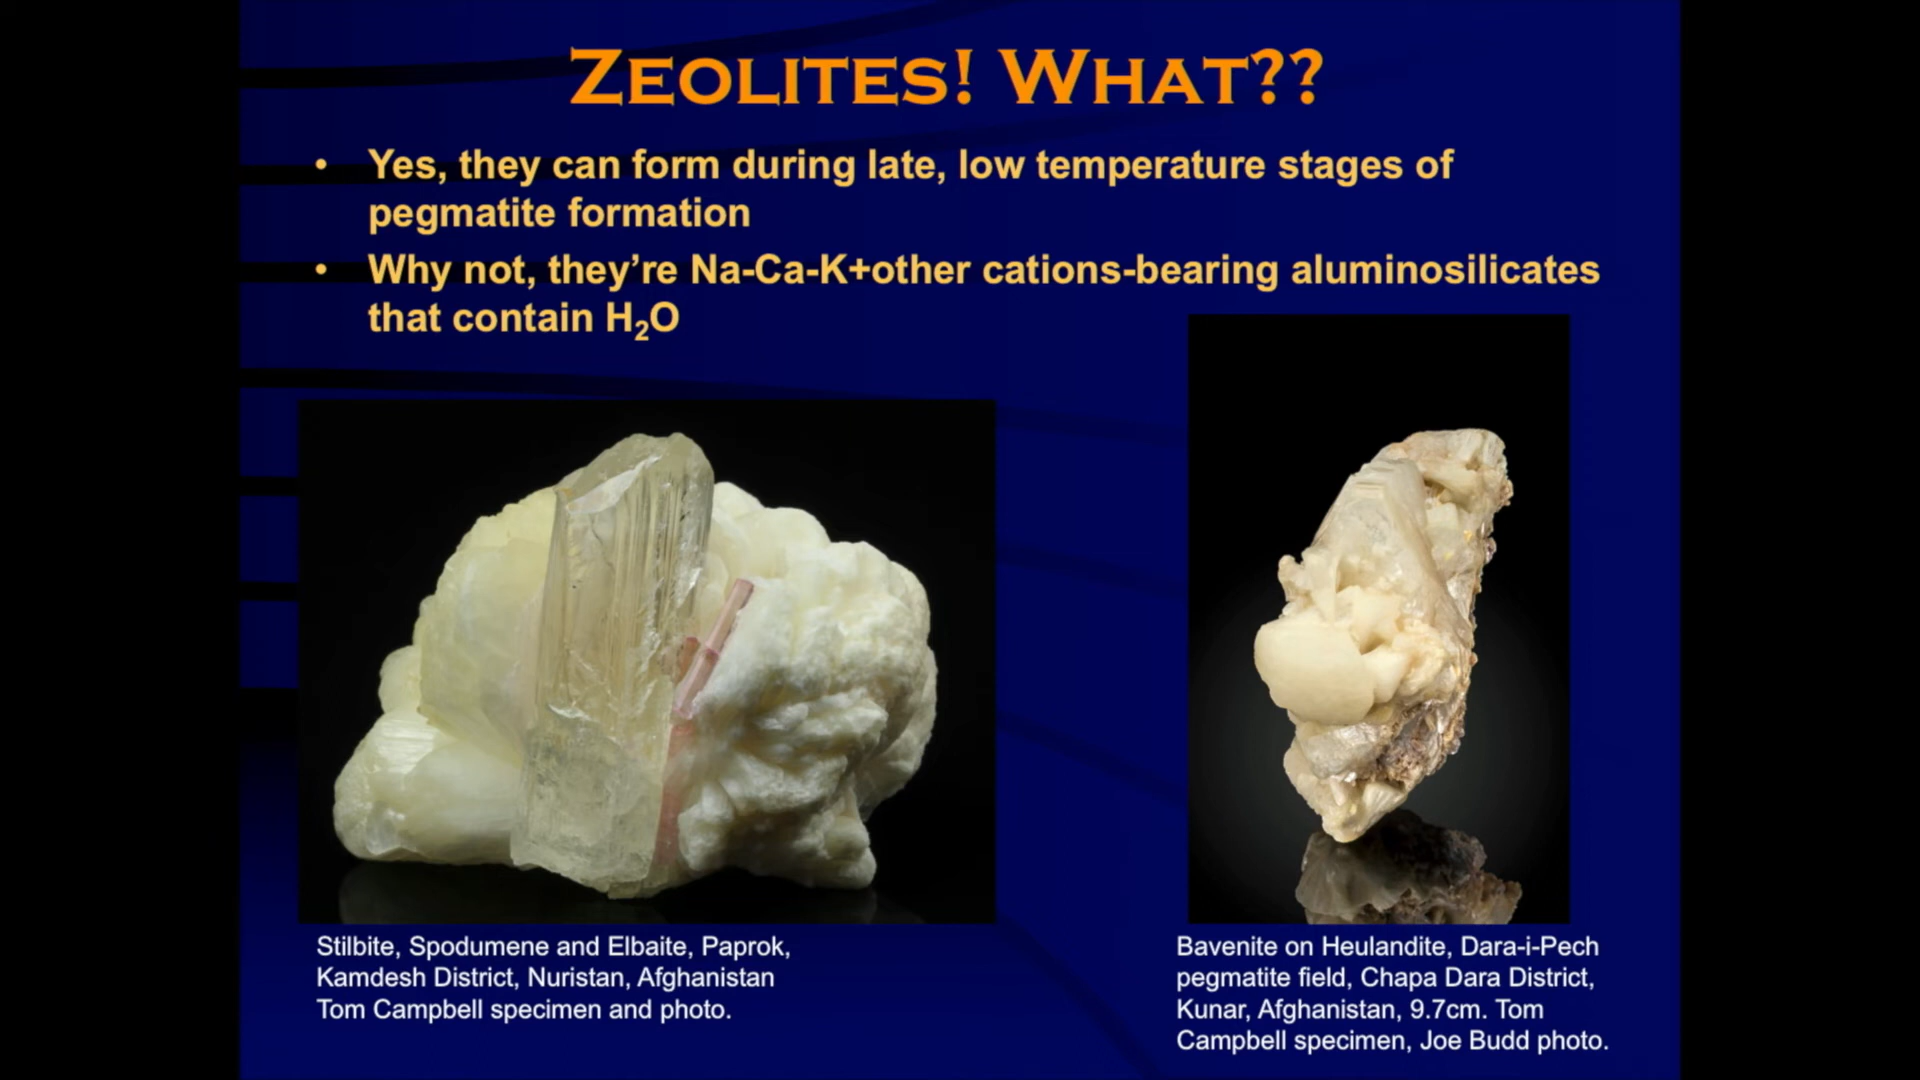 ZEOLITES! WHAT??
• Yes, they can form during late, low temperature stages of
pegmatite formation
• Why not, they’re Na-Ca-K+other cations-bearing aluminosilicates
that contain H₂O
Stilbite, Spodumene and Elbaite, Paprok,
Kamdesh District, Nuristan, Afghanistan
Tom Campbell specimen and photo.
Bavenite on Heulandite, Dara-i-Pech
pegmatite field, Chapa Dara District,
Kunar, Afghanistan, 9.7cm. Tom
Campbell specimen, Joe Budd photo.